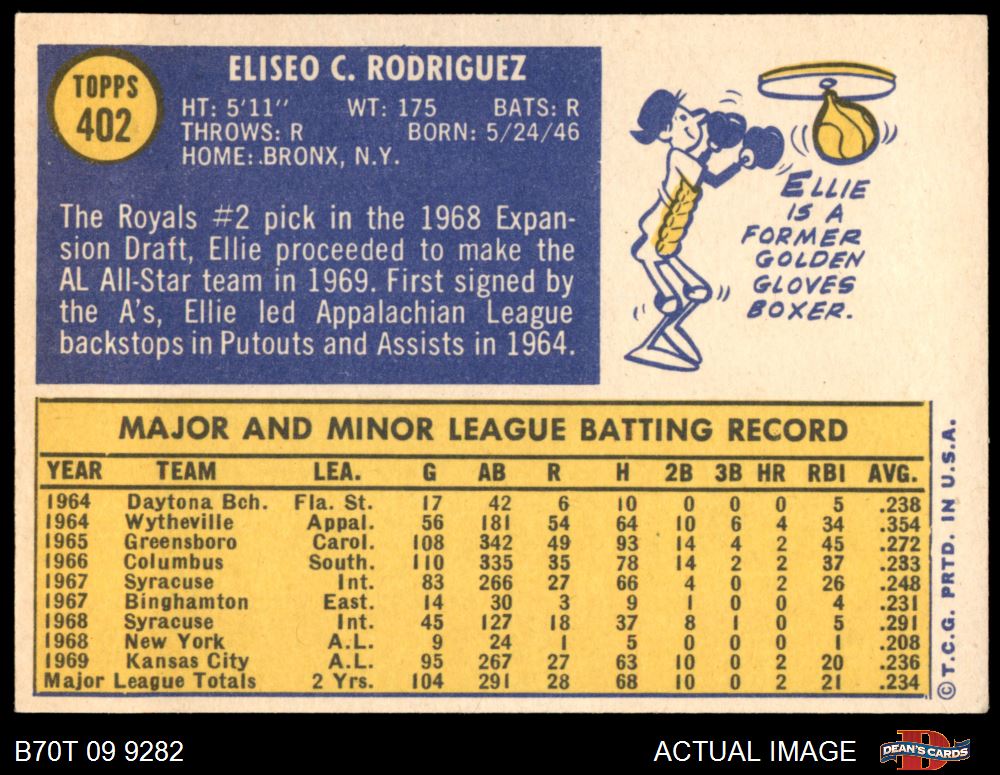 TOPPS
402
ELISEO C. RODRIGUEZ
HT: 5'11" WT: 175 BATS: R
THROWS: R BORN: 5/24/46
HOME: BRONX, N.Y.
The Royals #2 pick in the 1968 Expan-
sion Draft, Ellie proceeded to make the
AL All-Star team in 1969. First signed by
the A's, Ellie led Appalachian League
backstops in Putouts and Assists in 1964.
ELLIE
IS A
FORMER
GOLDEN
GLOVES
BOXER.
MAJOR AND MINOR LEAGUE BATTING RECORD
YEAR TEAM LEA. G AB R H 2B 3B HR RBI AVG.
1964 Daytona Bch. Fla. St. 17 42 6 10 0 0 0 5 .238
1964 Wytheville Appal. 56 181 54 64 10 6 4 34 .354
1965 Greensboro Carol. 108 342 49 93 14 4 2 45 .272
1966 Columbus South. 110 335 35 78 14 2 2 37 .233
1967 Syracuse Int. 83 266 27 66 4 0 2 26 .248
1967 Binghamton East. 14 30 3 9 1 0 0 4 .231
1968 Syracuse Int. 45 127 18 37 8 1 0 5 .291
1968 New York A.L. 9 24 1 5 0 0 0 1 .208
1969 Kansas City A.L. 95 267 27 63 10 0 2 20 .236
Major League Totals 2 Yrs. 104 291 28 68 10 0 2 21 .234
© T.C.G. PRTD. IN U.S.A.
B70T 09 9282
ACTUAL IMAGE
DEAN'S CARDS